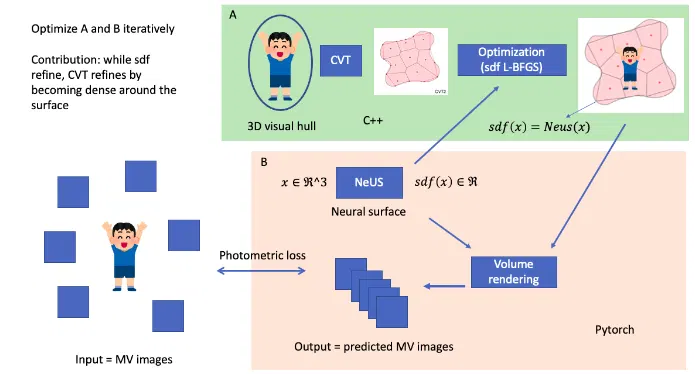 Optimize A and B iteratively
Contribution: while sdf
refine, CVT refines by
becoming dense around the
surface
A
CVT
CVT2
Optimization
(sdf L-BFGS)
3D visual hull
C++
sdf(x) = Neus(x)
B
x ∈ ℜ^3
NeUS
sdf(x) ∈ ℜ
Neural surface
Photometric loss
Volume
rendering
Pytorch
Input = MV images
Output = predicted MV images